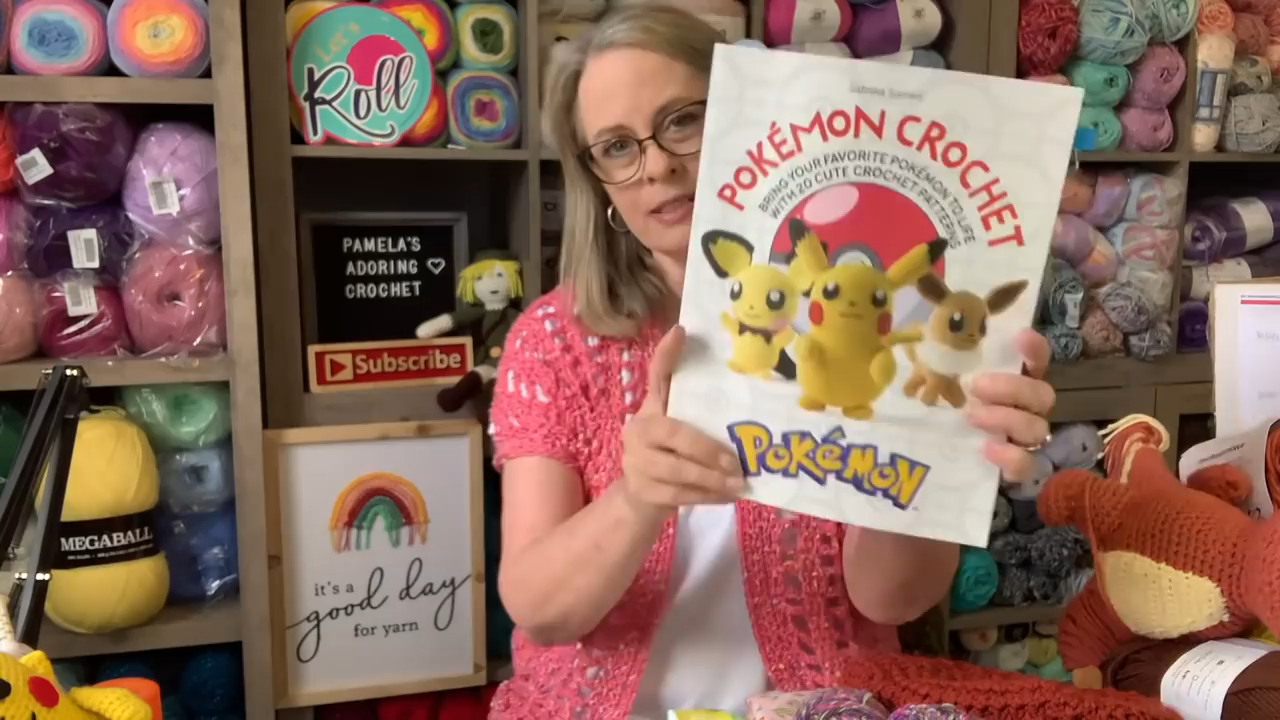 Let's
Roll
PAMELA'S
ADORING ♡
CROCHET
Subscribe
it's a
good day
for yarn
MEGABALL
POKÉMON CROCHET
BRING YOUR FAVORITE POKÉMON TO LIFE
WITH 20 CUTE CROCHET PATTERNS
POKéMON